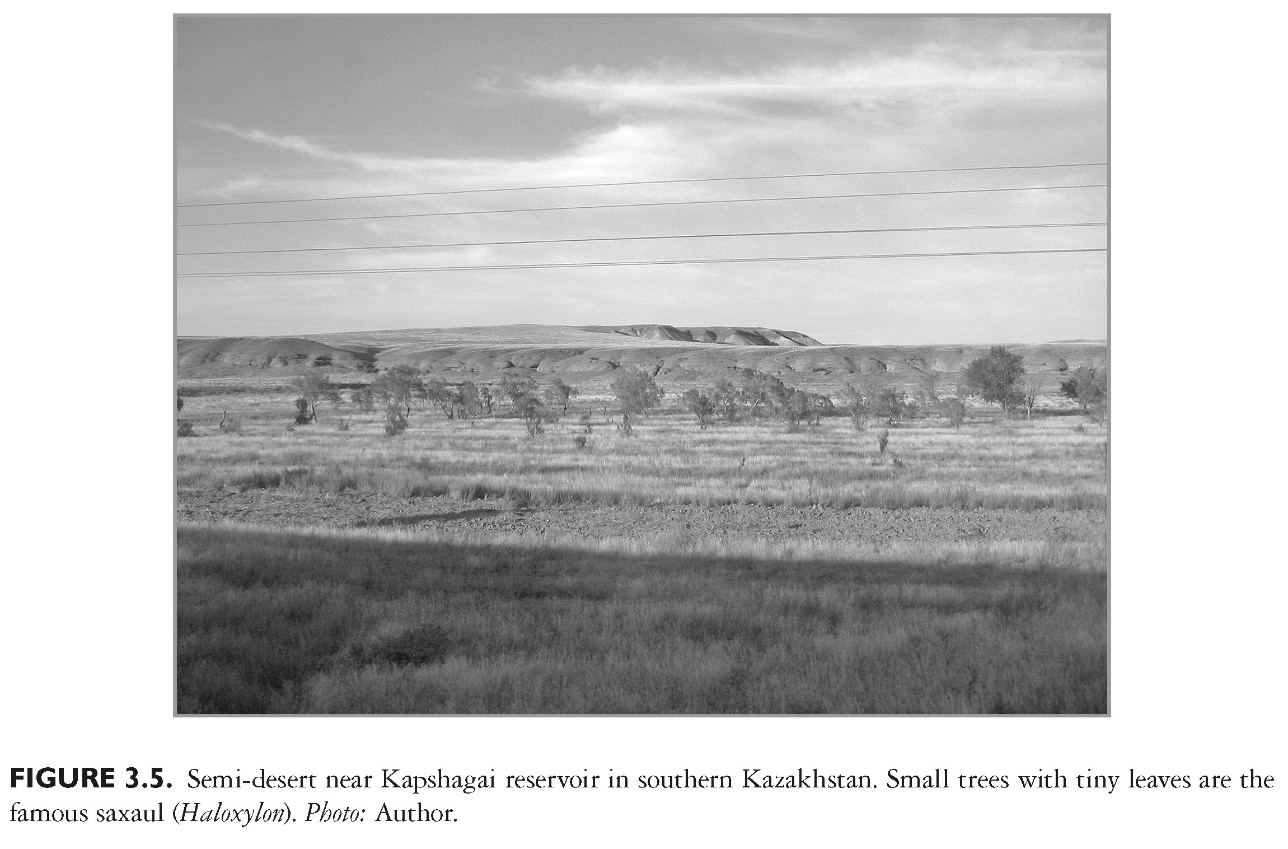 FIGURE 3.5. Semi-desert near Kapshagai reservoir in southern Kazakhstan. Small trees with tiny leaves are the
famous saxaul (Haloxylon). Photo: Author.